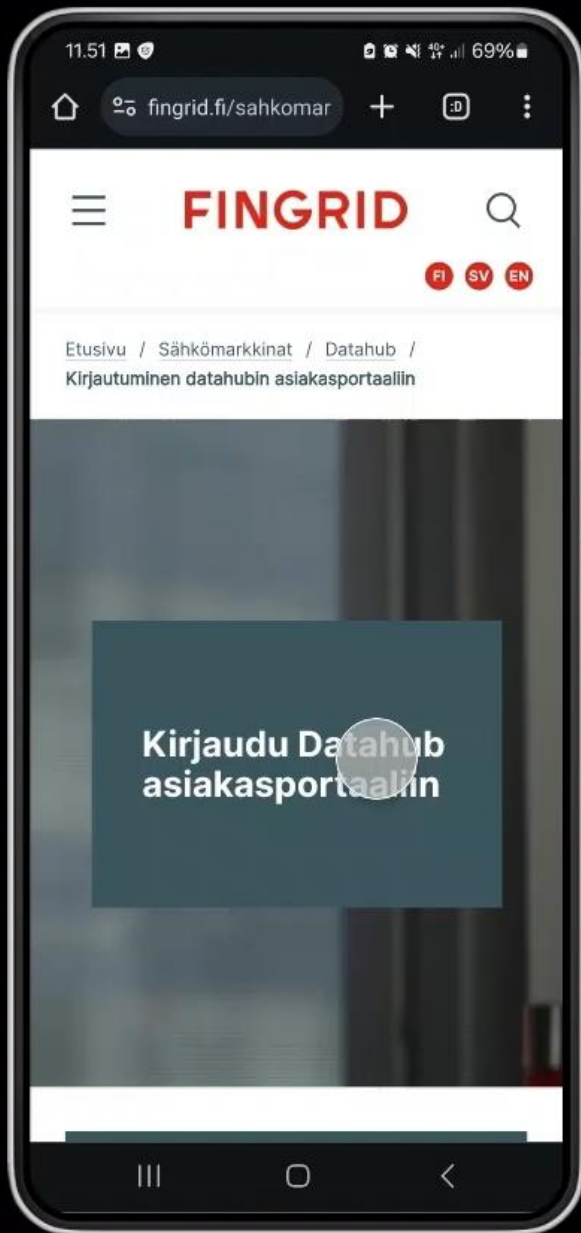 11.51
40+ 69%
fingrid.fi/sahkomar
:D
FINGRID
FI SV EN
Etusivu / Sähkömarkkinat / Datahub /
Kirjautuminen datahubin asiakasportaaliin
Kirjaudu Datahub
asiakasportaaliin